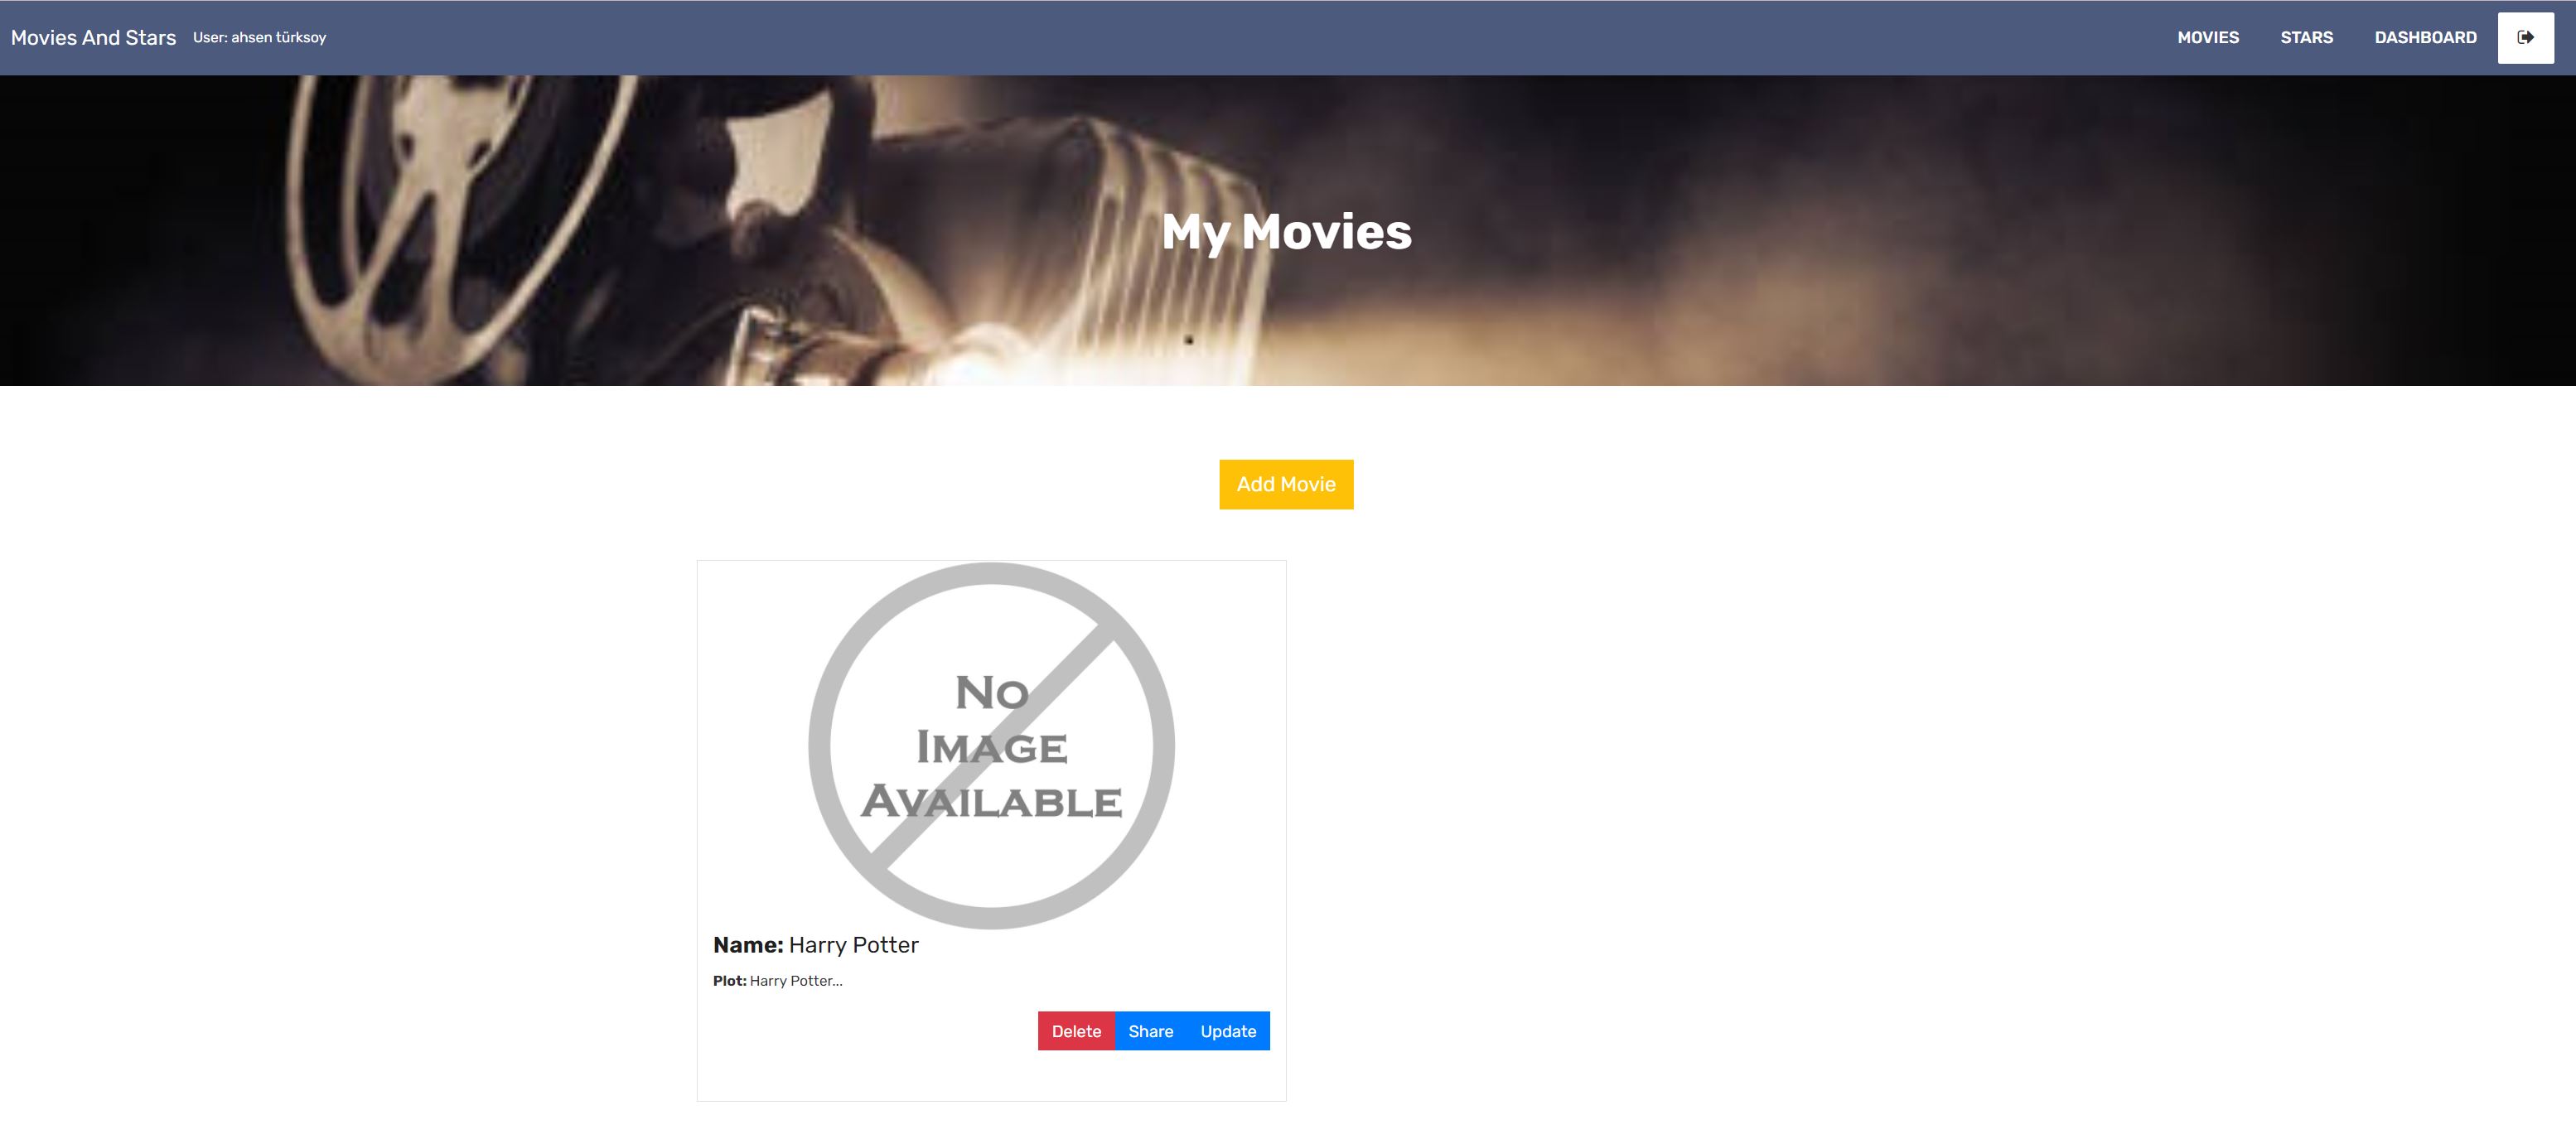 Movies And Stars User: ahsen türksoy MOVIES STARS DASHBOARD
My Movies
Add Movie
No
Image
Available
Name: Harry Potter
Plot: Harry Potter...
Delete Share Update